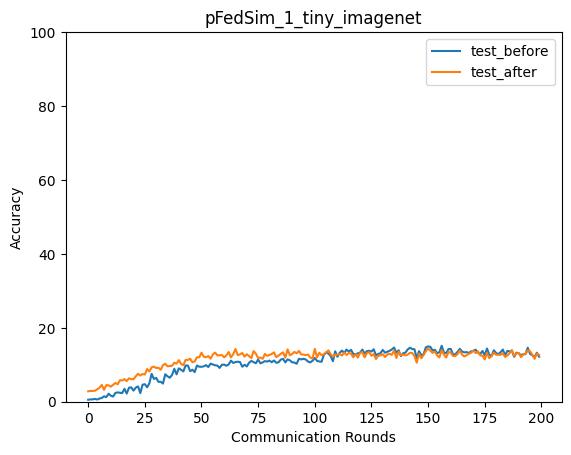 pFedSim_1_tiny_imagenet
100
test_before
test_after
80
60
40
20
0
Accuracy
0 25 50 75 100 125 150 175 200
Communication Rounds